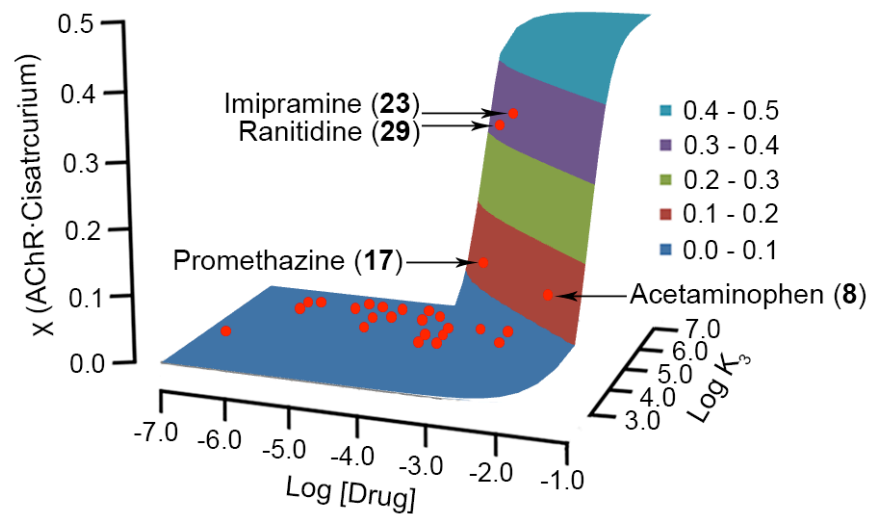 χ (AChR·Cisatrcurium)
0.5
0.4
0.3
0.2
0.1
0.0
Imipramine (23)
Ranitidine (29)
Promethazine (17)
Acetaminophen (8)
0.4 - 0.5
0.3 - 0.4
0.2 - 0.3
0.1 - 0.2
0.0 - 0.1
7.0
6.0
5.0
4.0
3.0
Log K3
-7.0
-6.0
-5.0
-4.0
-3.0
-2.0
-1.0
Log [Drug]